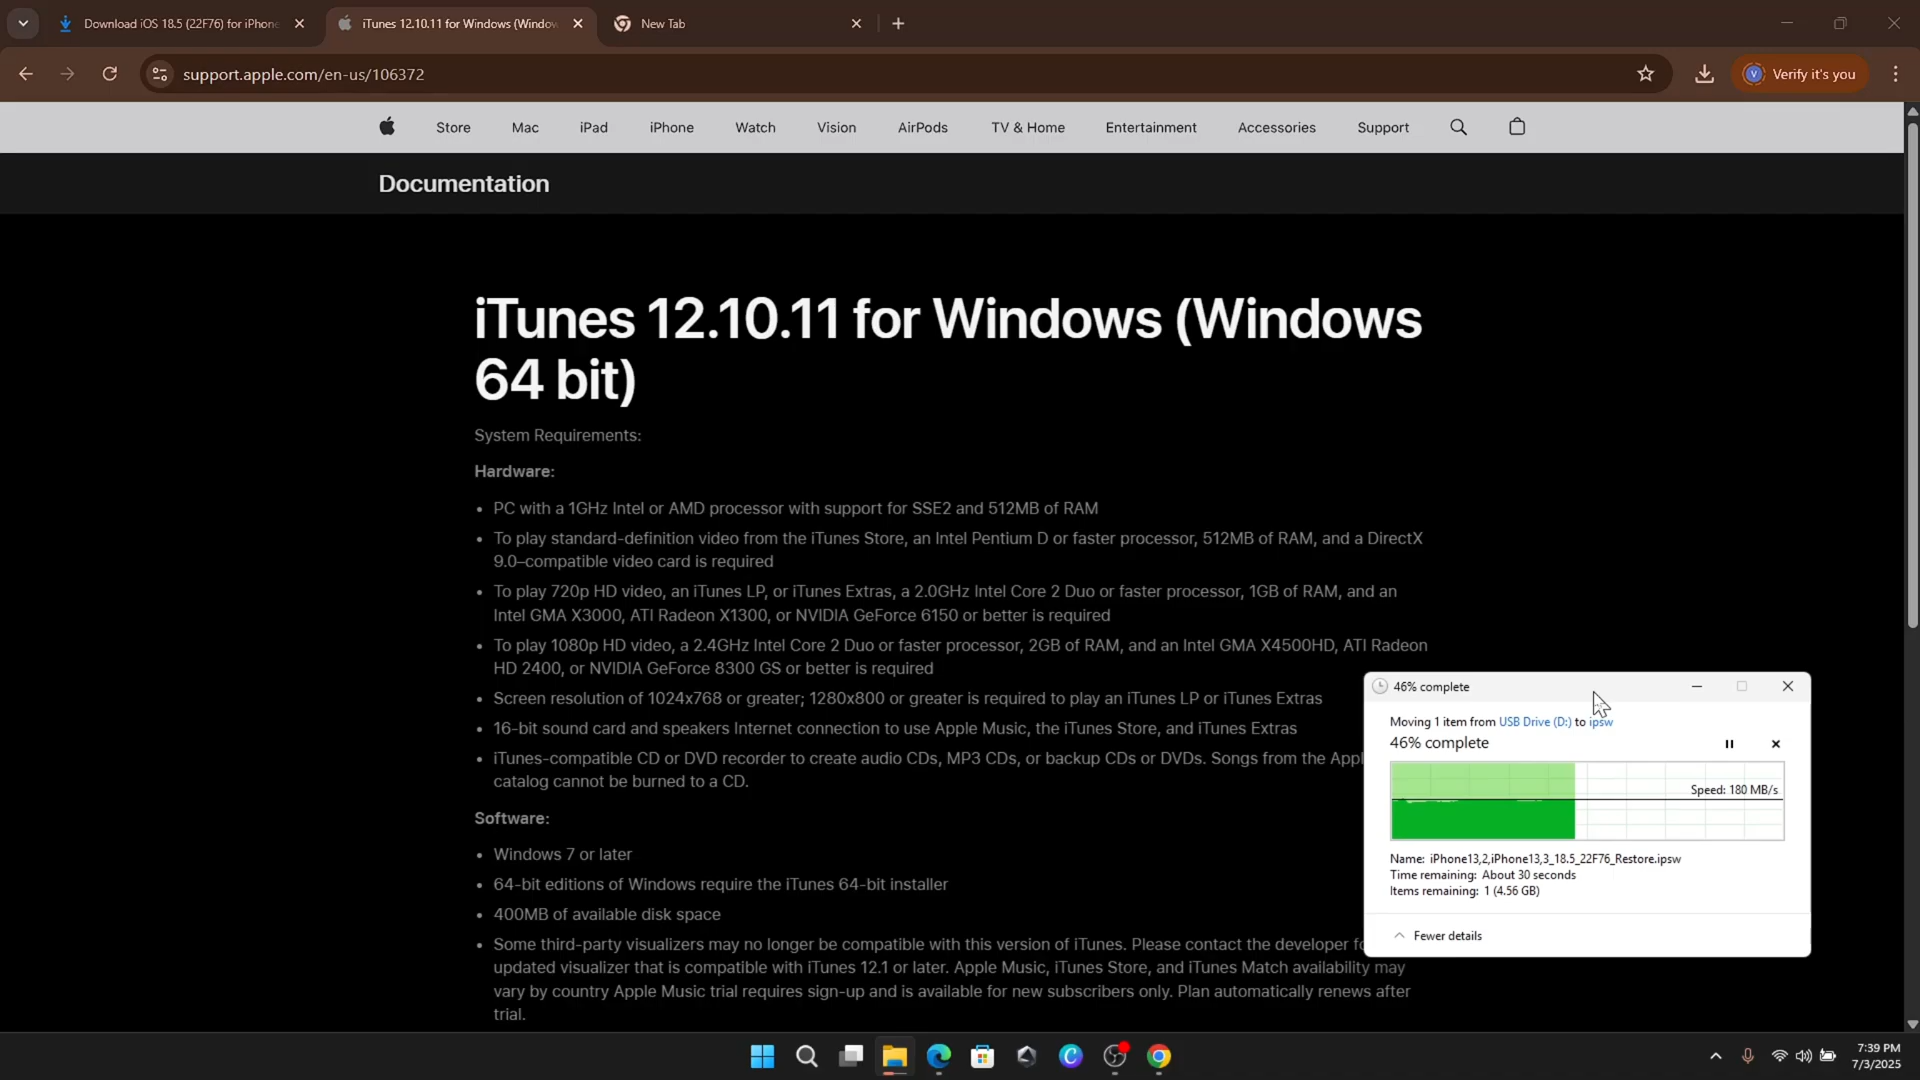 Download iOS 18.5 (22F76) for iPhone
iTunes 12.10.11 for Windows (Windo
New Tab
support.apple.com/en-us/106372
V
Verify it's you
Store
Mac
iPad
iPhone
Watch
Vision
AirPods
TV & Home
Entertainment
Accessories
Support
Documentation
iTunes 12.10.11 for Windows (Windows
64 bit)
System Requirements:
Hardware:
• PC with a 1GHz Intel or AMD processor with support for SSE2 and 512MB of RAM
• To play standard-definition video from the iTunes Store, an Intel Pentium D or faster processor, 512MB of RAM, and a DirectX
9.0–compatible video card is required
• To play 720p HD video, an iTunes LP, or iTunes Extras, a 2.0GHz Intel Core 2 Duo or faster processor, 1GB of RAM, and an
Intel GMA X3000, ATI Radeon X1300, or NVIDIA GeForce 6150 or better is required
• To play 1080p HD video, a 2.4GHz Intel Core 2 Duo or faster processor, 2GB of RAM, and an Intel GMA X4500HD, ATI Radeon
HD 2400, or NVIDIA GeForce 8300 GS or better is required
• Screen resolution of 1024x768 or greater; 1280x800 or greater is required to play an iTunes LP or iTunes Extras
• 16-bit sound card and speakers Internet connection to use Apple Music, the iTunes Store, and iTunes Extras
• iTunes-compatible CD or DVD recorder to create audio CDs, MP3 CDs, or backup CDs or DVDs. Songs from the Appl
catalog cannot be burned to a CD.
Software:
• Windows 7 or later
• 64-bit editions of Windows require the iTunes 64-bit installer
• 400MB of available disk space
• Some third-party visualizers may no longer be compatible with this version of iTunes. Please contact the developer fo
updated visualizer that is compatible with iTunes 12.1 or later. Apple Music, iTunes Store, and iTunes Match availability may
vary by country Apple Music trial requires sign-up and is available for new subscribers only. Plan automatically renews after
trial.
46% complete
Moving 1 item from USB Drive (D:) to ipsw
46% complete
Speed: 180 MB/s
Name: iPhone13,2,iPhone13,3_18.5_22F76_Restore.ipsw
Time remaining: About 30 seconds
Items remaining: 1 (4.56 GB)
Fewer details
7:39 PM
7/3/2025